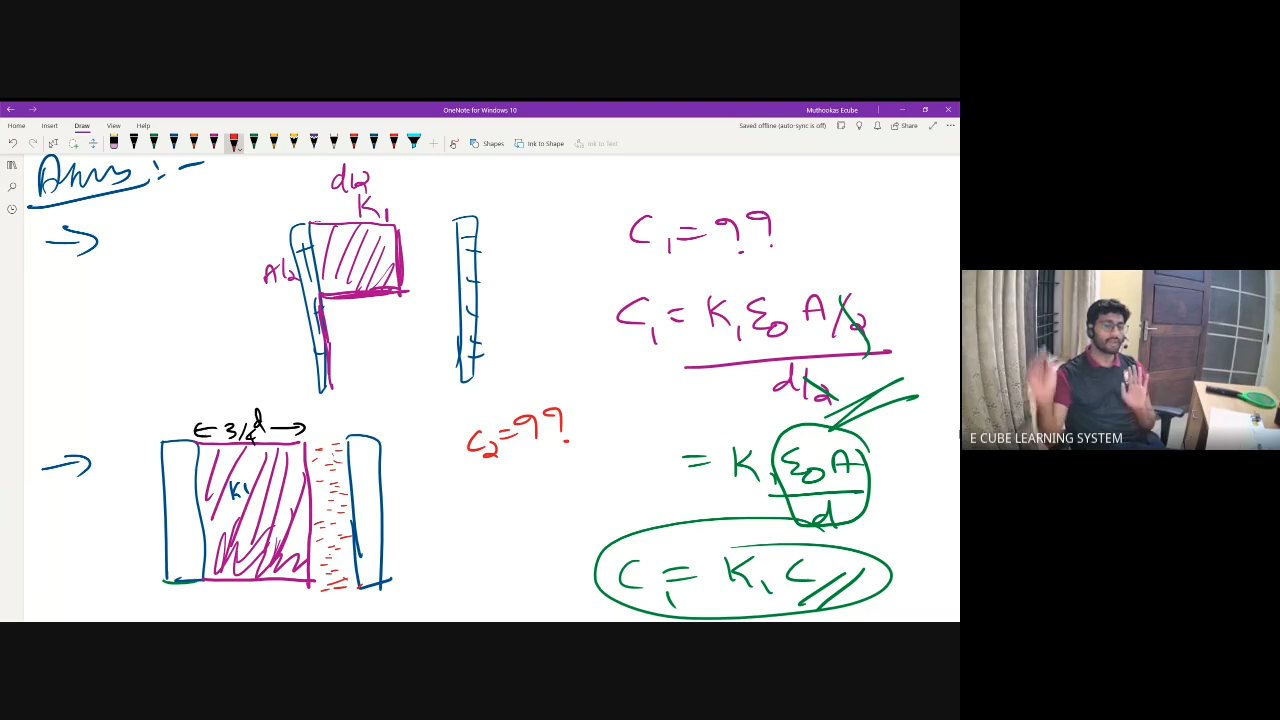 OneNote for Windows 10
Muthookas Ecube
Home Insert Draw View Help
Saved offline (auto-sync is off)
Share
Shapes
Ink to Shape
Ink to Text
Ans :-
d/2
K₁
A/2
C₁ = ??
C₁ = K₁ε₀ A/2
d/2
= K₁ ε₀ A
d
C₁ = K₁ C
3/4 d
K₁
C₂ = ??
E CUBE LEARNING SYSTEM